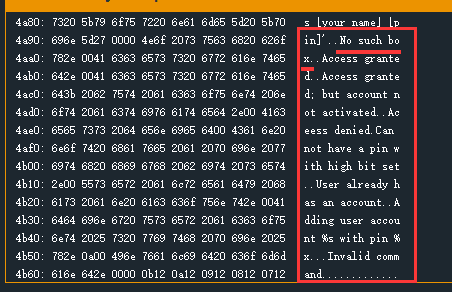 4a80: 7320 5b79 6f75 7220 6e61 6d65 5d20 5b70 s [your name] [p
4a90: 696e 5d27 0000 4e6f 2073 7563 6820 626f in]'..No such bo
4aa0: 782e 0041 6363 6573 7320 6772 616e 7465 x..Access grante
4ab0: 642e 0041 6363 6573 7320 6772 616e 7465 d..Access grante
4ac0: 643b 2062 7574 2061 6363 6f75 6e74 206e d; but account n
4ad0: 6f74 2061 6374 6976 6174 6564 2e00 4163 ot activated..Ac
4ae0: 6365 7373 2064 656e 6965 6400 4361 6e20 cess denied.Can
4af0: 6e6f 7420 6861 7665 2061 2070 696e 2077 not have a pin w
4b00: 6974 6820 6869 6768 2062 6974 2073 6574 ith high bit set
4b10: 2e00 5573 6572 2061 6c72 6561 6479 2068 ..User already h
4b20: 6173 2061 6e20 6163 636f 756e 742e 0041 as an account..A
4b30: 6464 696e 6720 7573 6572 2061 6363 6f75 dding user accou
4b40: 6e74 2025 7320 7769 7468 2070 696e 2025 nt %s with pin %
4b50: 782e 0a00 496e 7661 6c69 6420 636f 6d6d x...Invalid comm
4b60: 616e 642e 0000 0b12 0a12 0912 0812 0712 and.............